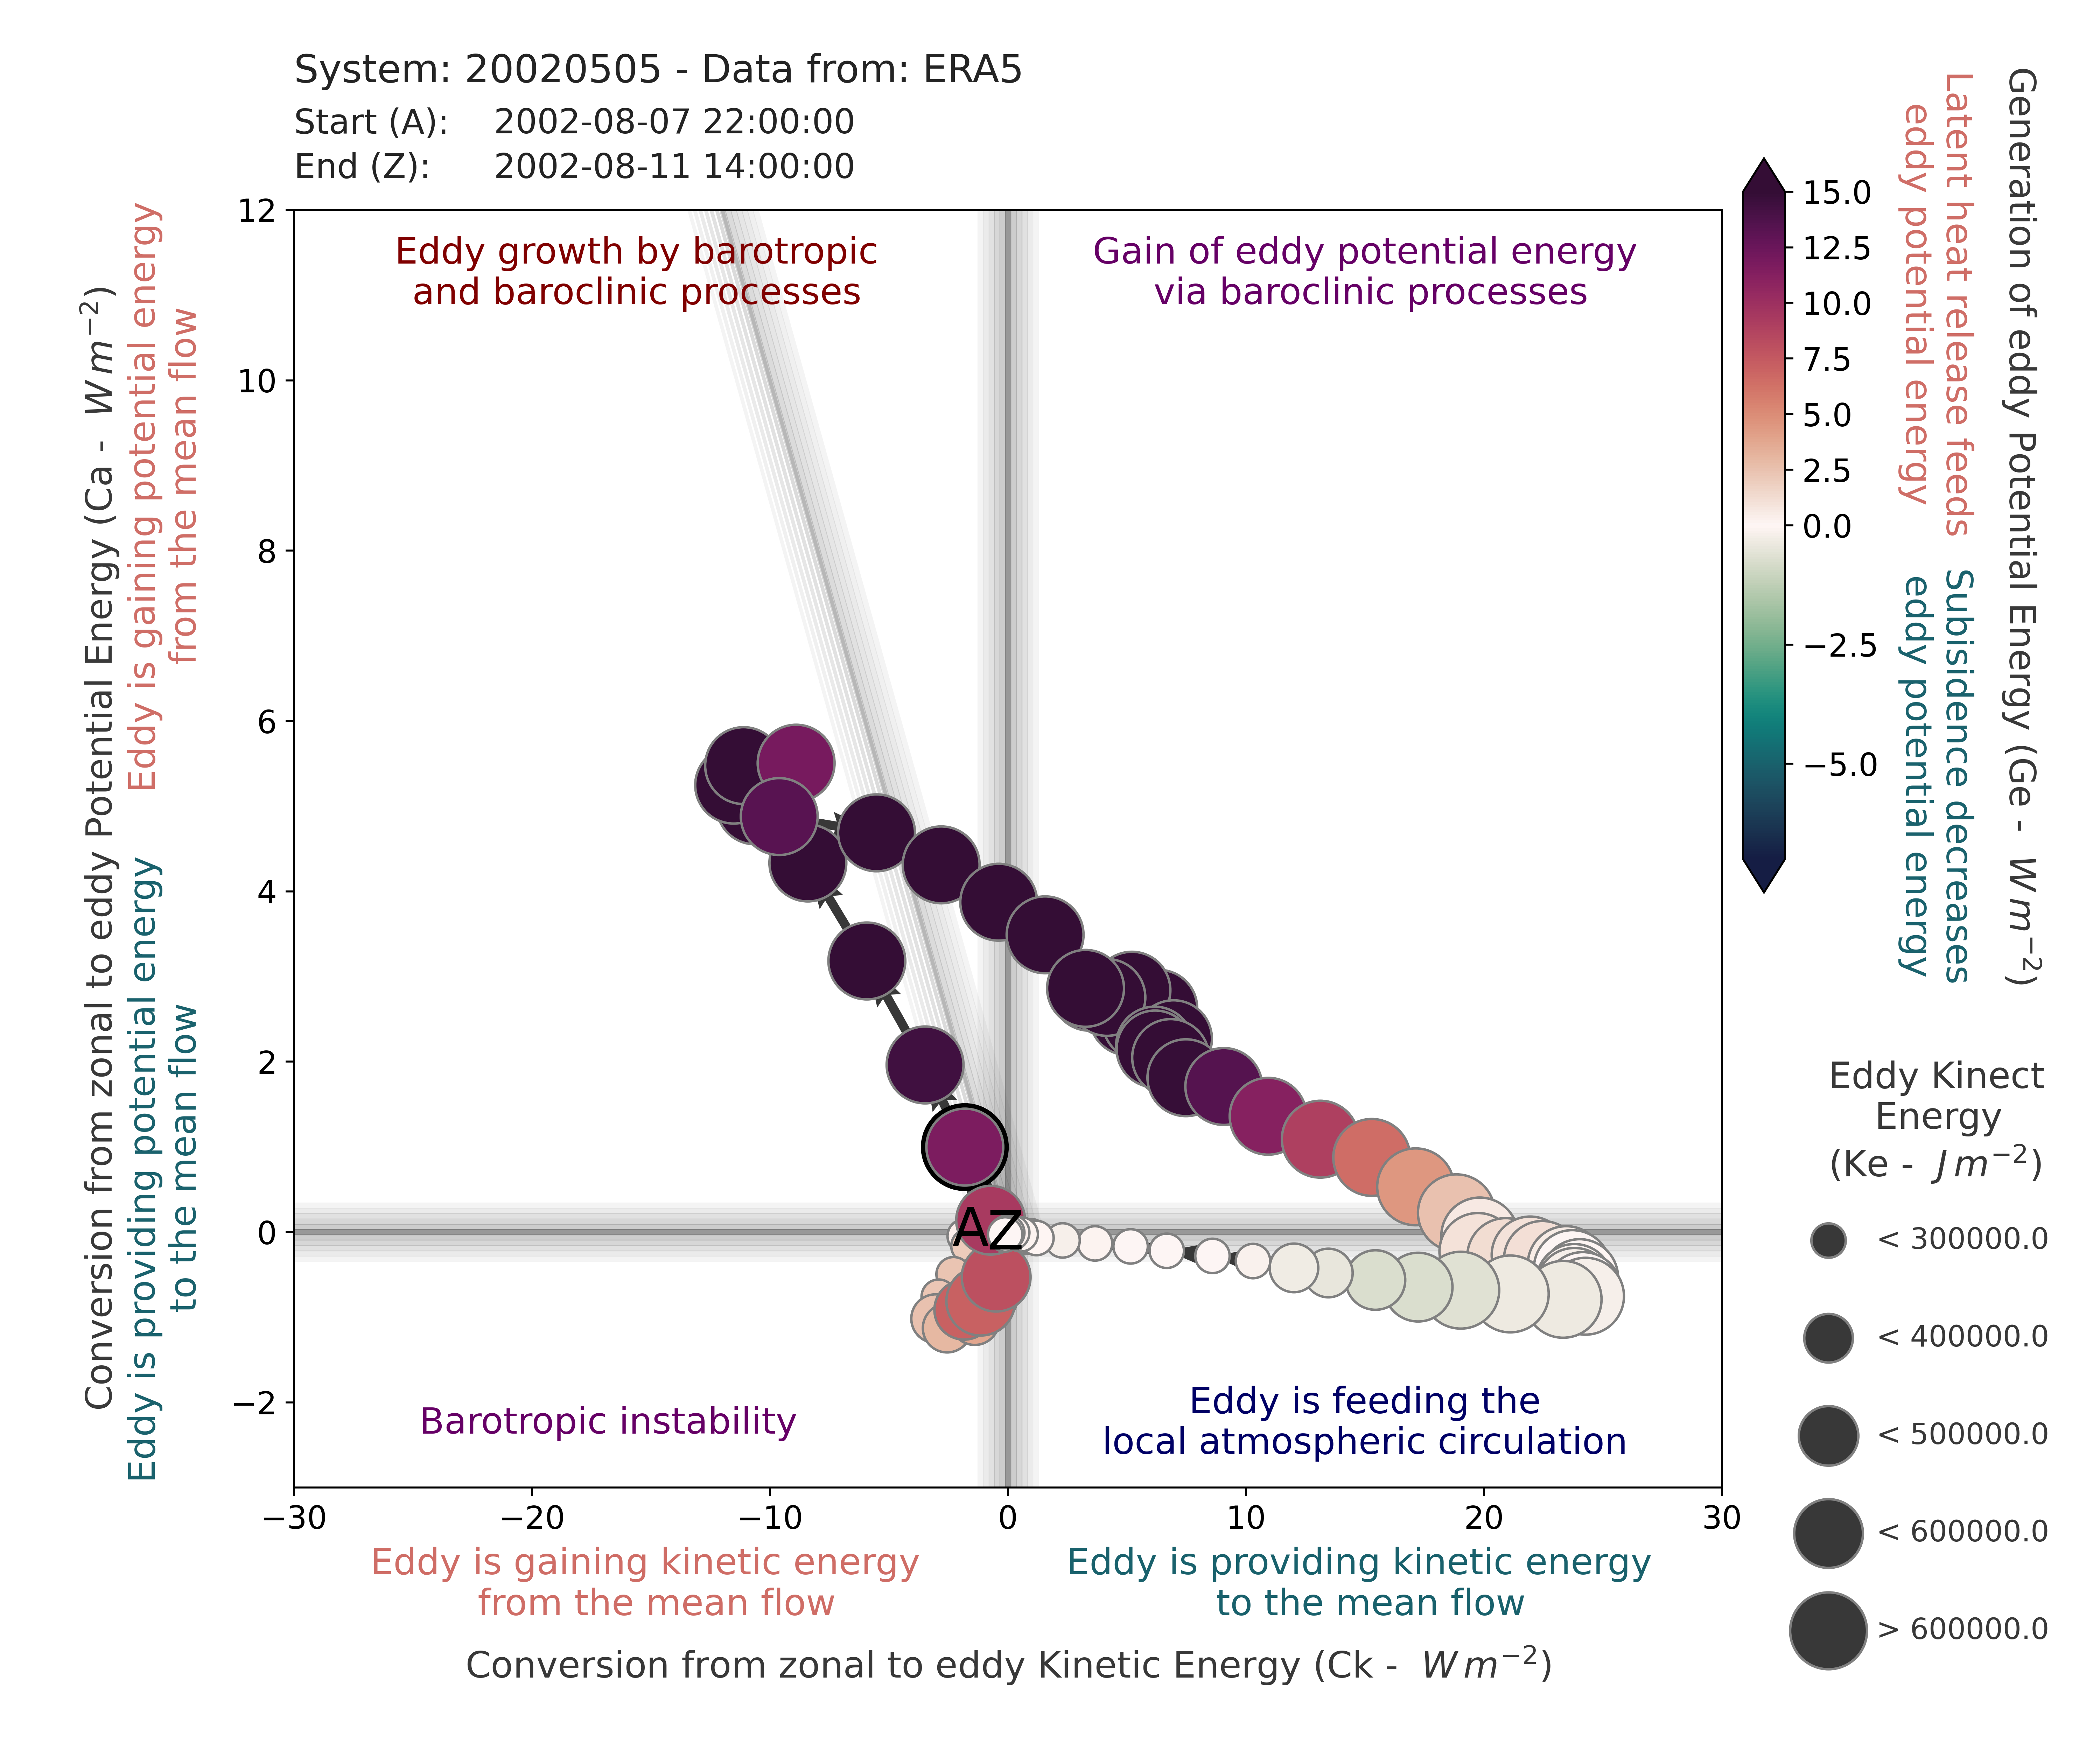 System: 20020505 - Data from: ERA5
Start (A): 2002-08-07 22:00:00
End (Z): 2002-08-11 14:00:00
Conversion from zonal to eddy Potential Energy (Ca - W m⁻²)
Eddy is gaining potential energy
from the mean flow
Eddy is providing potential energy
to the mean flow
12
10
8
6
4
2
0
−2
Eddy growth by barotropic
and baroclinic processes
Gain of eddy potential energy
via baroclinic processes
A
Z
Barotropic instability
Eddy is feeding the
local atmospheric circulation
−30
−20
−10
0
10
20
30
Eddy is gaining kinetic energy
from the mean flow
Eddy is providing kinetic energy
to the mean flow
Conversion from zonal to eddy Kinetic Energy (Ck - W m⁻²)
15.0
12.5
10.0
7.5
5.0
2.5
0.0
−2.5
−5.0
Latent heat release feeds
eddy potential energy
Subisidence decreases
eddy potential energy
Generation of eddy Potential Energy (Ge - W m⁻²)
Eddy Kinect
Energy
(Ke - J m⁻²)
< 300000.0
< 400000.0
< 500000.0
< 600000.0
> 600000.0